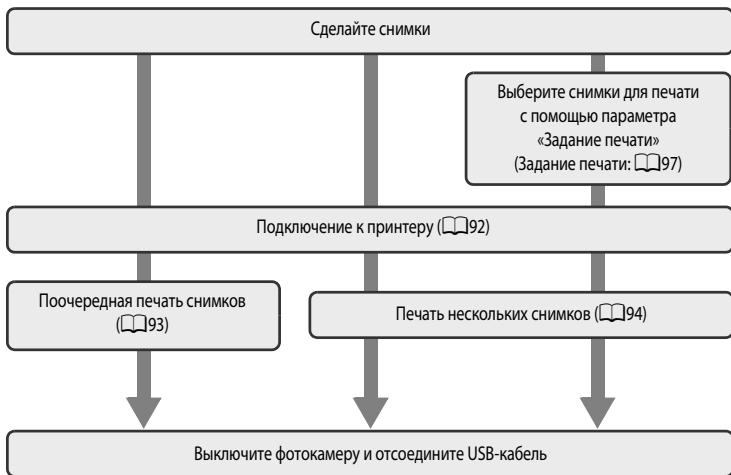 Сделайте снимки
Выберите снимки для печати
с помощью параметра
«Задание печати»
(Задание печати: 97)
Подключение к принтеру (92)
Поочередная печать снимков
(93)
Печать нескольких снимков (94)
Выключите фотокамеру и отсоедините USB-кабель